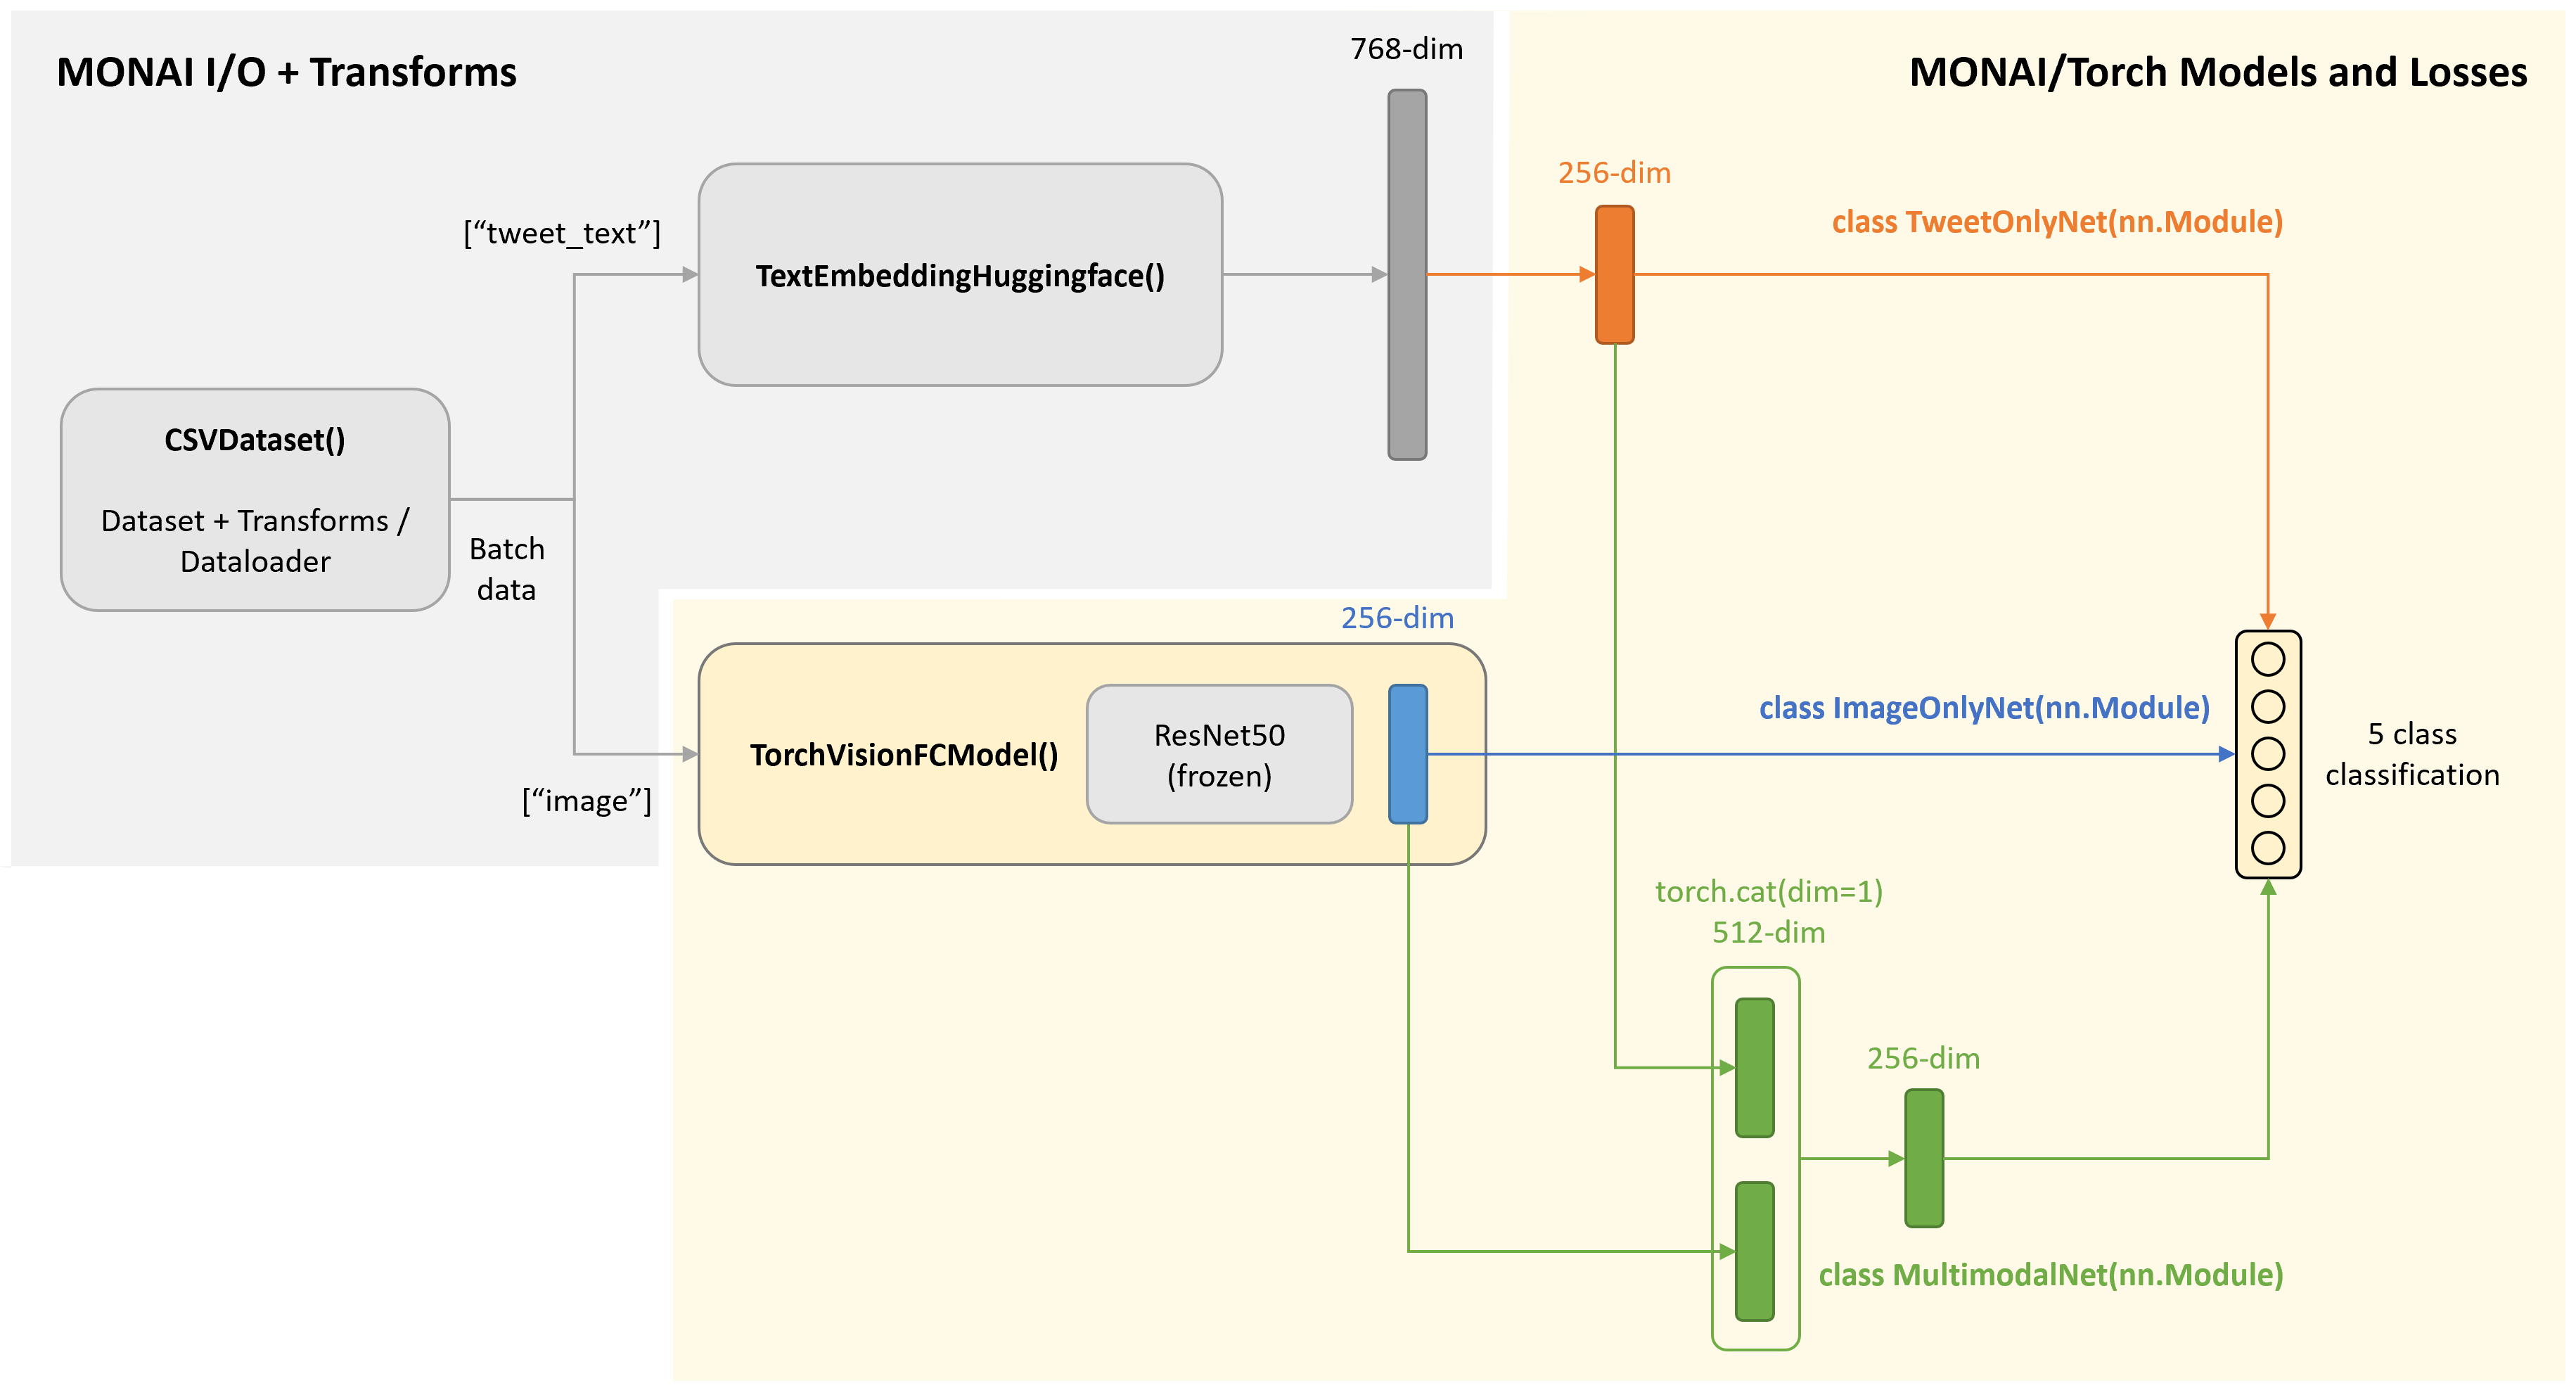 MONAI I/O + Transforms
768-dim
MONAI/Torch Models and Losses
256-dim
["tweet_text"]
class TweetOnlyNet(nn.Module)
TextEmbeddingHuggingface()
CSVDataset()
Dataset + Transforms /
Dataloader
Batch
data
256-dim
["image"]
TorchVisionFCModel()
ResNet50
(frozen)
class ImageOnlyNet(nn.Module)
5 class
classification
torch.cat(dim=1)
512-dim
256-dim
class MultimodalNet(nn.Module)